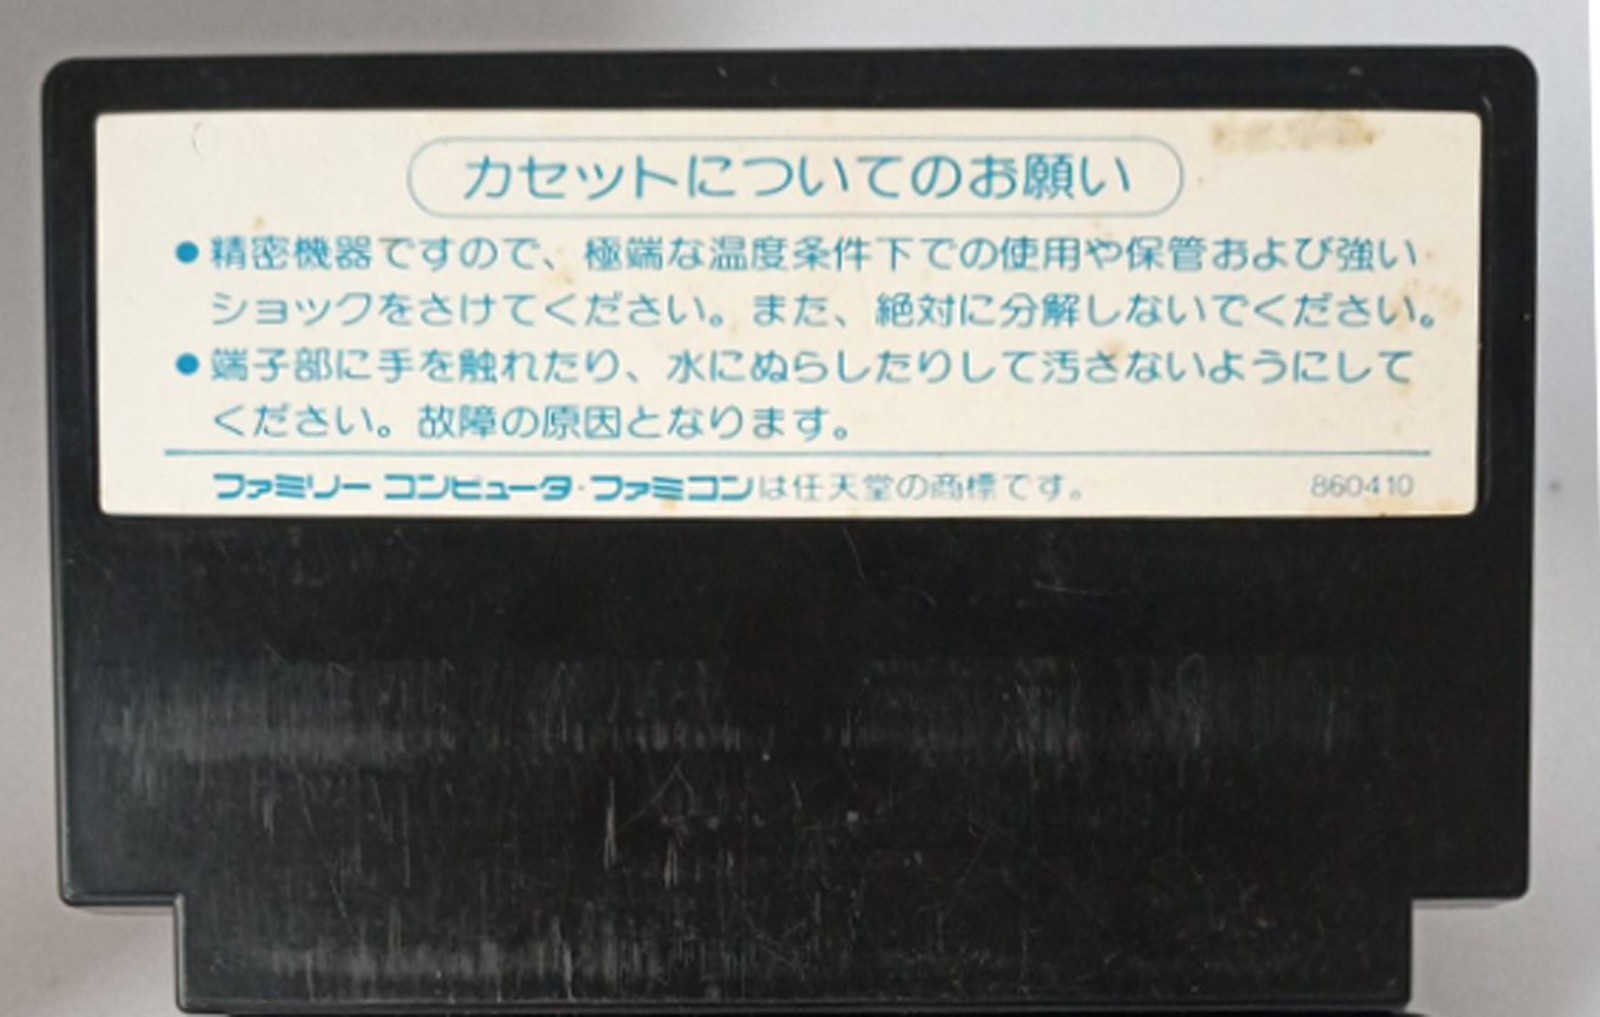 カセットについてのお願い
●精密機器ですので、極端な温度条件下での使用や保管および強い
ショックをさけてください。また、絶対に分解しないでください。
●端子部に手を触れたり、水にぬらしたりして汚さないようにして
ください。故障の原因となります。
ファミリー コンピュータ・ファミコンは任天堂の商標です。 860410